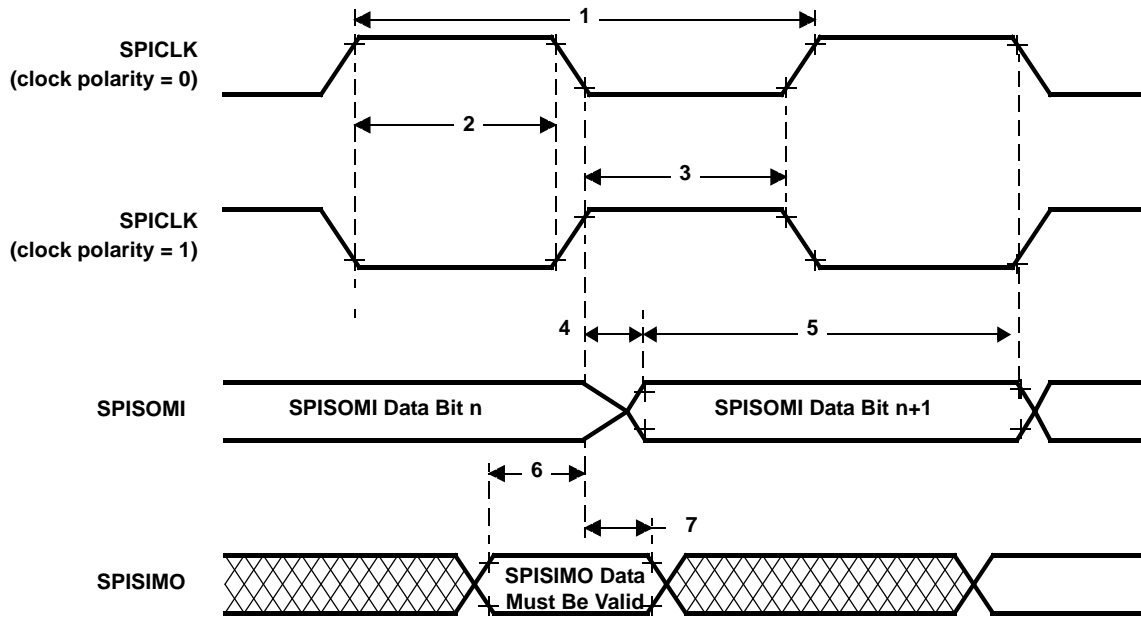 1
SPICLK
(clock polarity = 0)
2
3
SPICLK
(clock polarity = 1)
4
5
SPISOMI
SPISOMI Data Bit n
SPISOMI Data Bit n+1
6
7
SPISIMO
SPISIMO Data
Must Be Valid